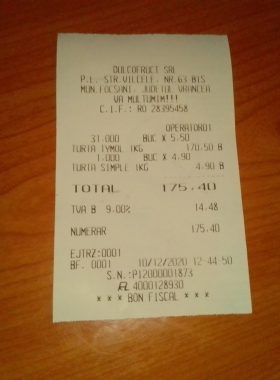 DULCOFRUCT SRL
P.L. STR.VILCELE, NR.63 BIS
MUN.FOCSANI, JUDETUL VRANCEA
VA MULTUMIM!!!
C.I.F.: RO 28395458
OPERATOR01
31.000 BUC X 5.50
TURTA TYMOL 1KG 170.50 B
1.000 BUC X 4.90
TURTA SIMPLE 1KG 4.90 B
TOTAL 175.40
TVA B 9.00% 14.48
NUMERAR 175.40
EJTRZ:0001
BF. 0001 10/12/2020 12-44-50
S.N.:P12000001873
4000128930
* * * BON FISCAL * * *